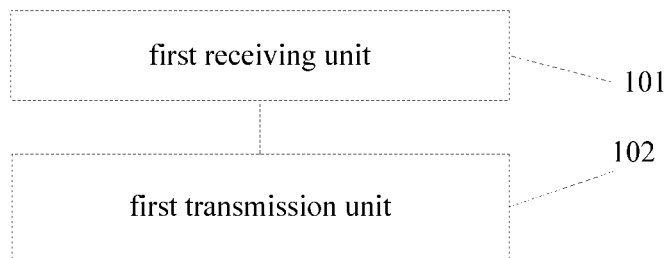 first receiving unit
101
102
first transmission unit